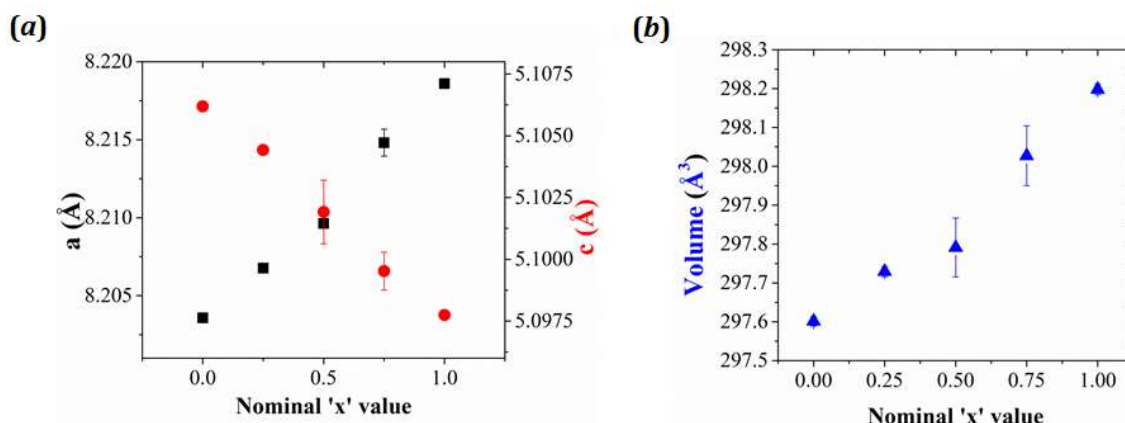 (a)
8.220
8.215
8.210
8.205
a (Å)
5.1075
5.1050
5.1025
5.1000
5.0975
c (Å)
0.0 0.5 1.0
Nominal 'x' value
(b)
298.3
298.2
298.1
298.0
297.9
297.8
297.7
297.6
297.5
Volume (Å³)
0.00 0.25 0.50 0.75 1.00
Nominal 'x' value